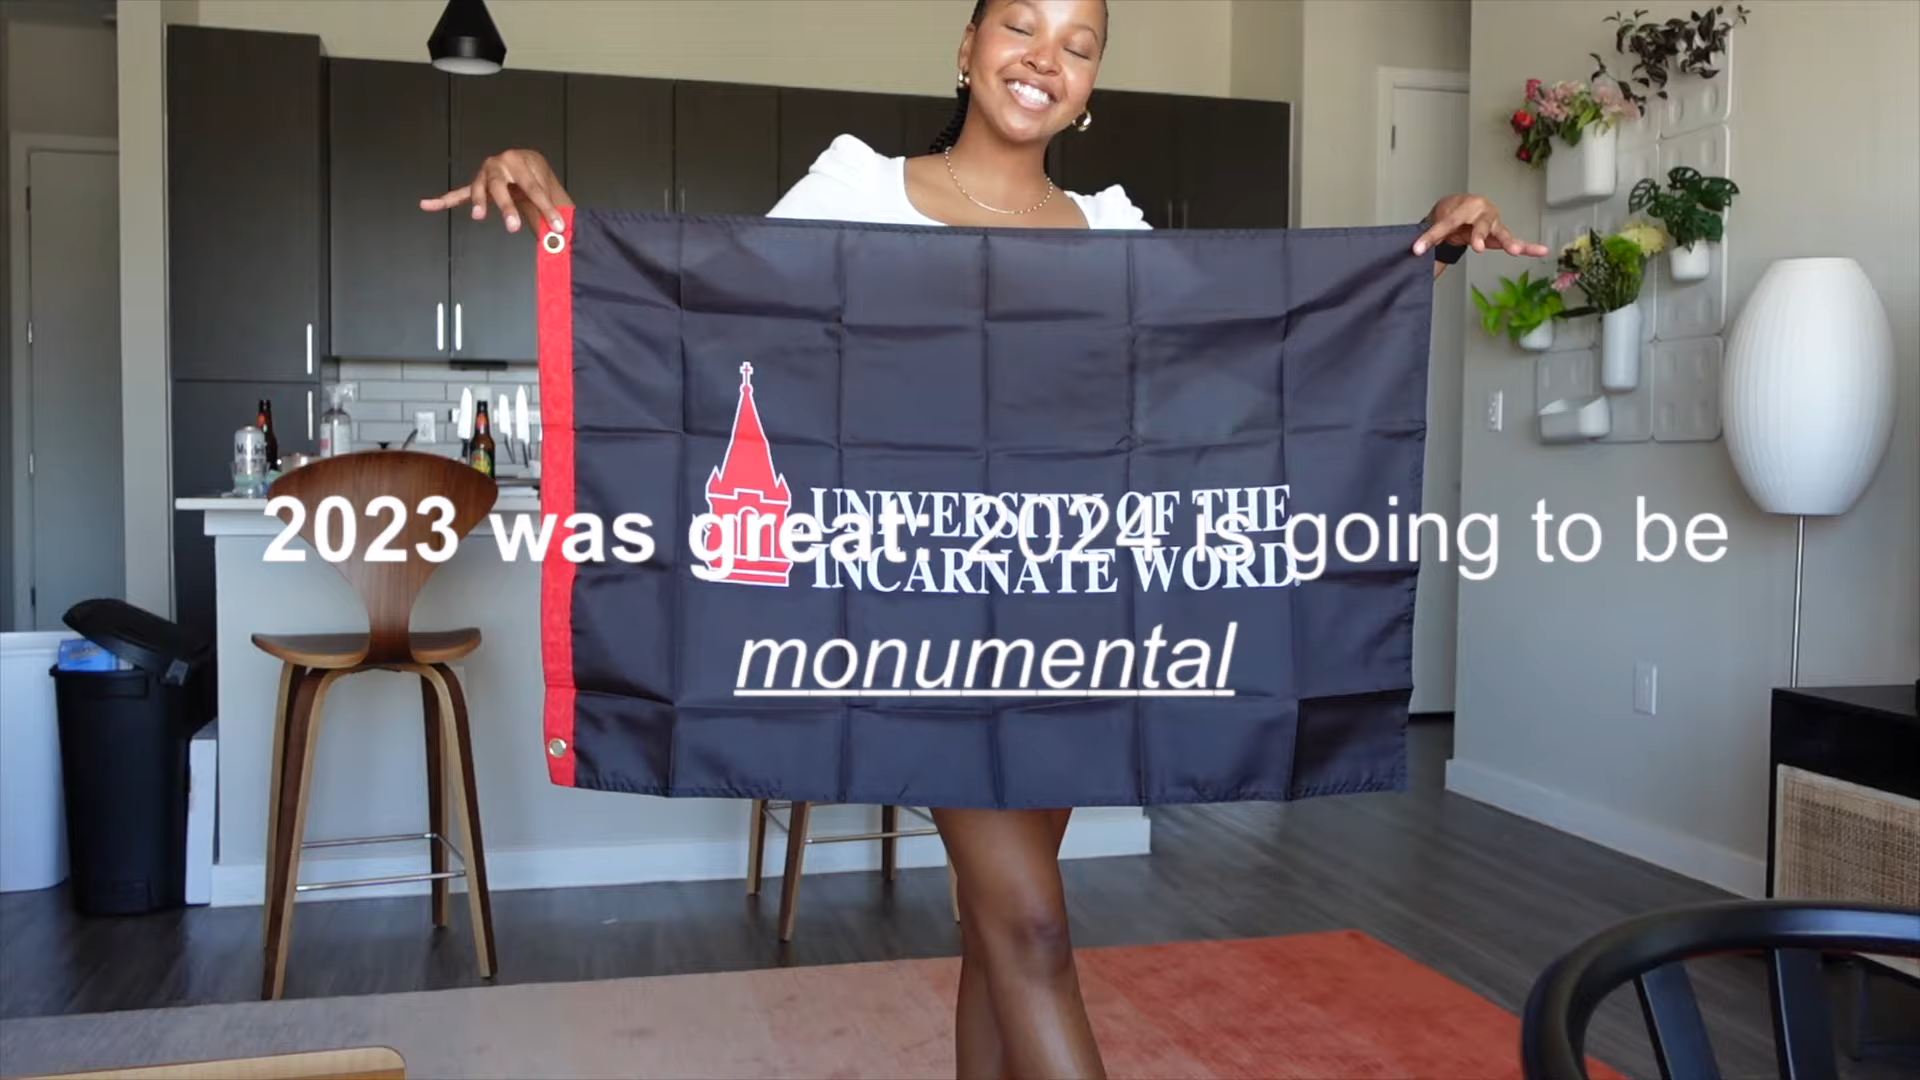 UNIVERSITY OF THE
INCARNATE WORD
2023 was great; 2024 is going to be
monumental